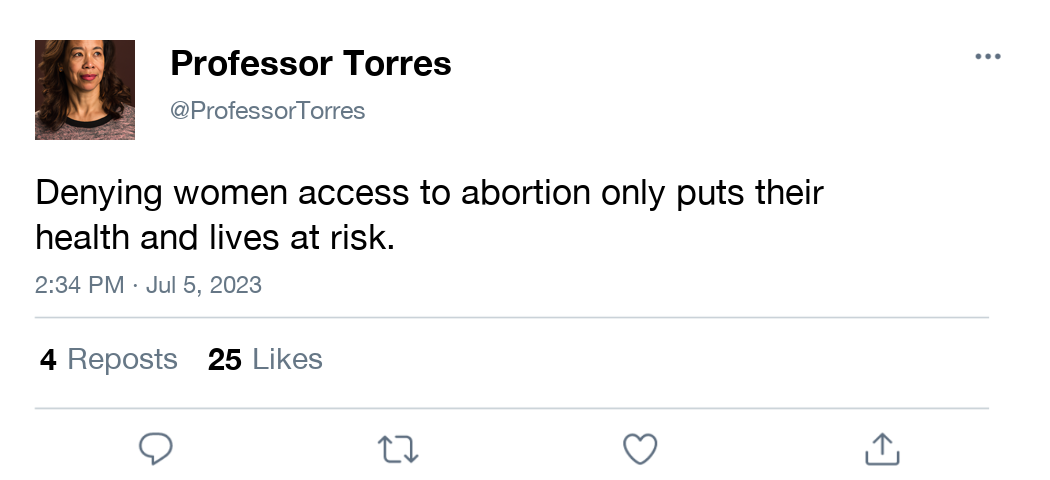 Professor Torres
@ProfessorTorres
Denying women access to abortion only puts their
health and lives at risk.
2:34 PM · Jul 5, 2023
4 Reposts 25 Likes